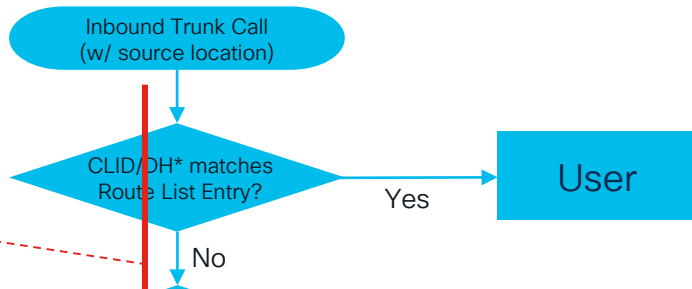 Inbound Trunk Call
(w/ source location)
CLID/DH* matches
Route List Entry?
Yes
User
No